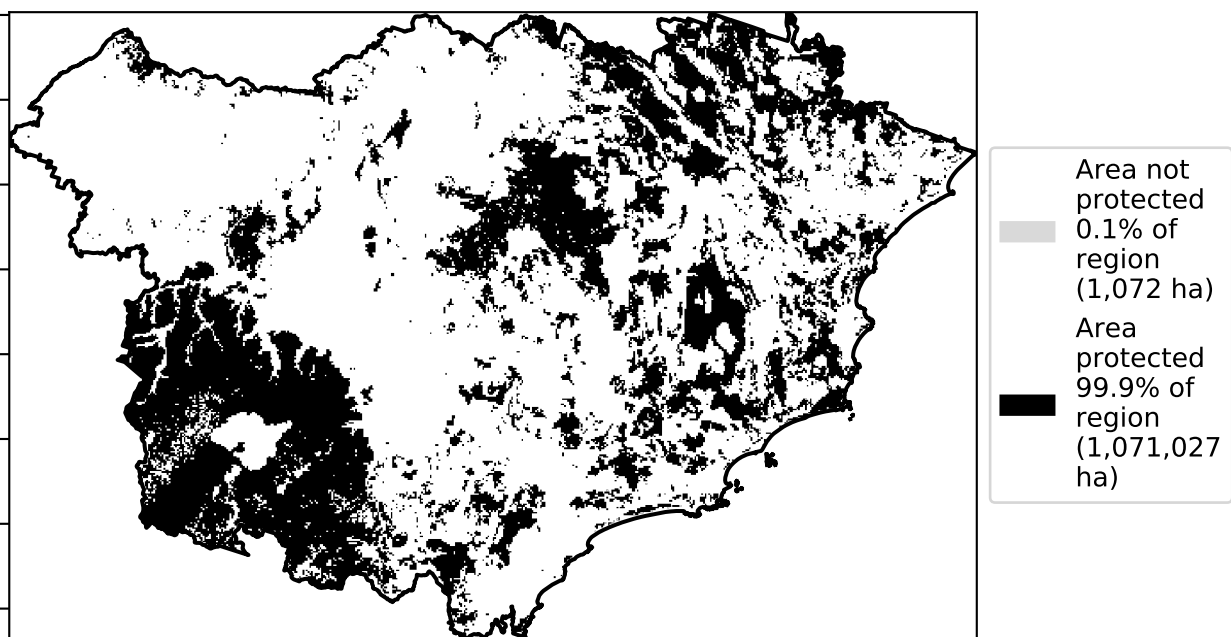 Area not
protected
0.1% of
region
(1,072 ha)
Area
protected
99.9% of
region
(1,071,027
ha)